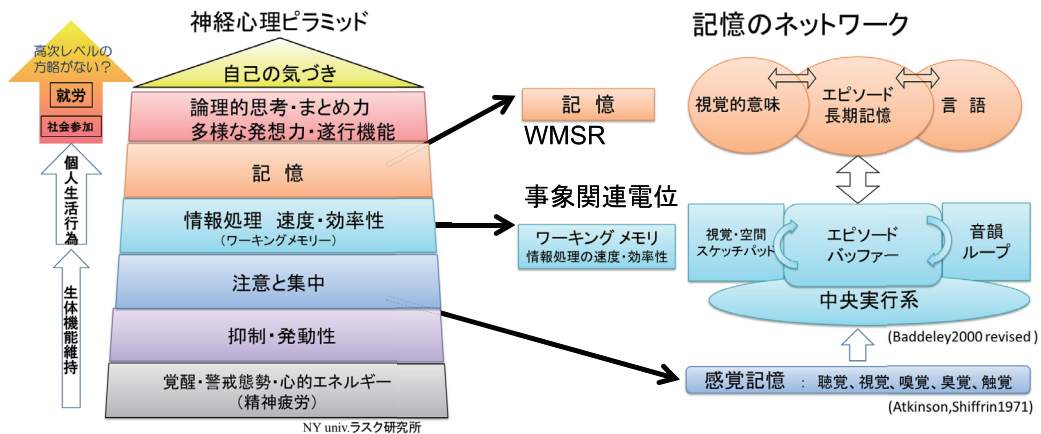 神経心理ピラミッド
高次レベルの
方略がない?
就労
社会参加
個人生活行為
生体機能維持
自己の気づき
論理的思考・まとめ力
多様な発想力・遂行機能
記 憶
情報処理 速度・効率性
(ワーキングメモリー)
注意と集中
抑制・発動性
覚醒・警戒態勢・心的エネルギー
(精神疲労)
NY univ.ラスク研究所
記 憶
WMSR
事象関連電位
ワーキング メモリ
情報処理の速度・効率性
記憶のネットワーク
視覚的意味
エピソード
長期記憶
言 語
視覚・空間
スケッチパッド
エピソード
バッファー
音韻
ループ
中央実行系
(Baddeley2000 revised )
感覚記憶 : 聴覚、視覚、嗅覚、臭覚、触覚
(Atkinson,Shiffrin1971)